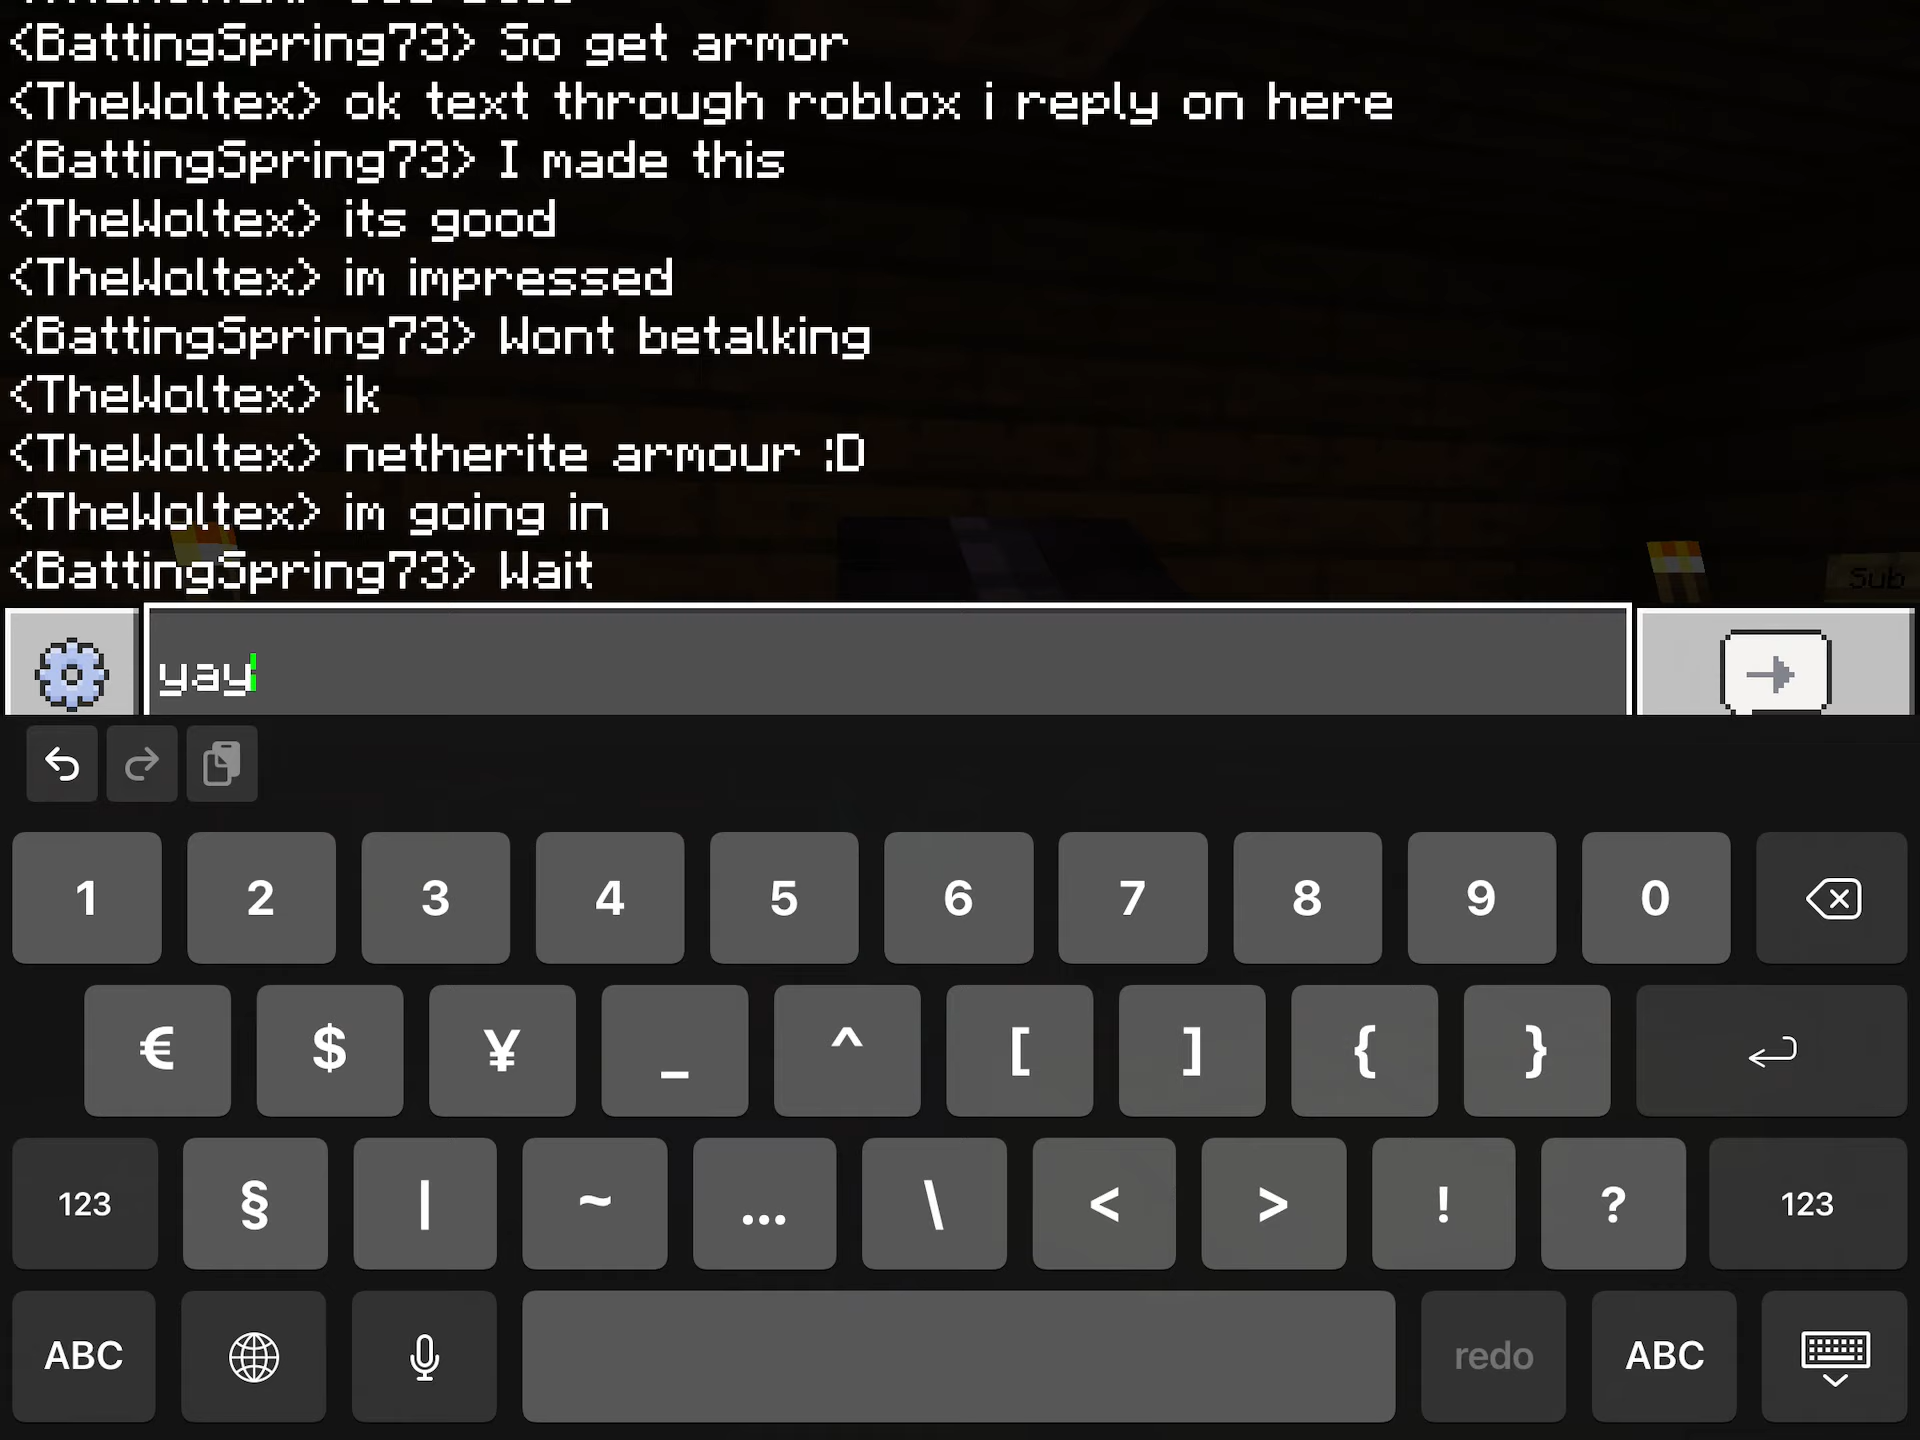 <BattingSpring73> So get armor
<TheWoltex> ok text through roblox i reply on here
<BattingSpring73> I made this
<TheWoltex> its good
<TheWoltex> im impressed
<BattingSpring73> Wont betalking
<TheWoltex> ik
<TheWoltex> netherite armour :D
<TheWoltex> im going in
<BattingSpring73> Wait
Sub
yay
1 2 3 4 5 6 7 8 9 0
€ $ ¥ _ ^ [ ] { }
123 § | ~ … \ < > ! ? 123
ABC redo ABC